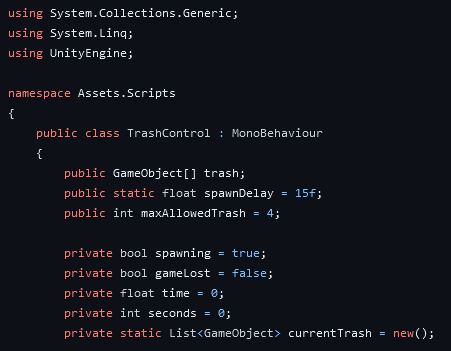 using System.Collections.Generic;
using System.Linq;
using UnityEngine;
namespace Assets.Scripts
{
public class TrashControl : MonoBehaviour
{
public GameObject[] trash;
public static float spawnDelay = 15f;
public int maxAllowedTrash = 4;
private bool spawning = true;
private bool gameLost = false;
private float time = 0;
private int seconds = 0;
private static List<GameObject> currentTrash = new();